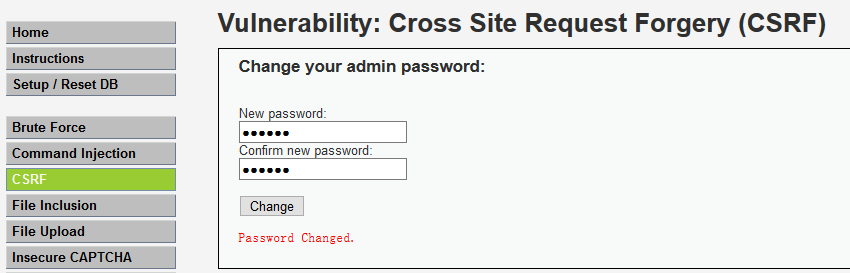 Home
Instructions
Setup / Reset DB
Brute Force
Command Injection
CSRF
File Inclusion
File Upload
Insecure CAPTCHA
Vulnerability: Cross Site Request Forgery (CSRF)
Change your admin password:
New password:
●●●●●●
Confirm new password:
●●●●●●
Change
Password Changed.